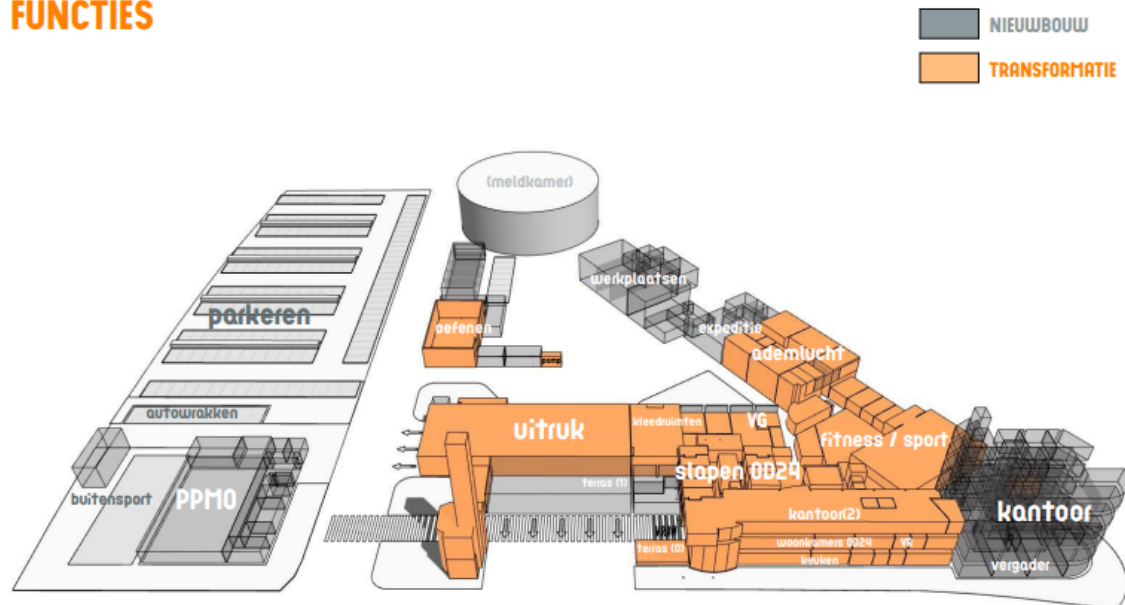 FUNCTIES
NIEUWBOUW
TRANSFORMATIE
(meldkamer)
werkplaatsen
parkeren
oefenen
expeditie
pomp
ademlucht
autowrakken
uitruk
kleedruimten
VG
fitness / sport
buitensport
PPMO
slapen OD24
terras (1)
kantoor(2)
kantoor
terras (0)
woonkamers OD24
VR
keuken
vergader